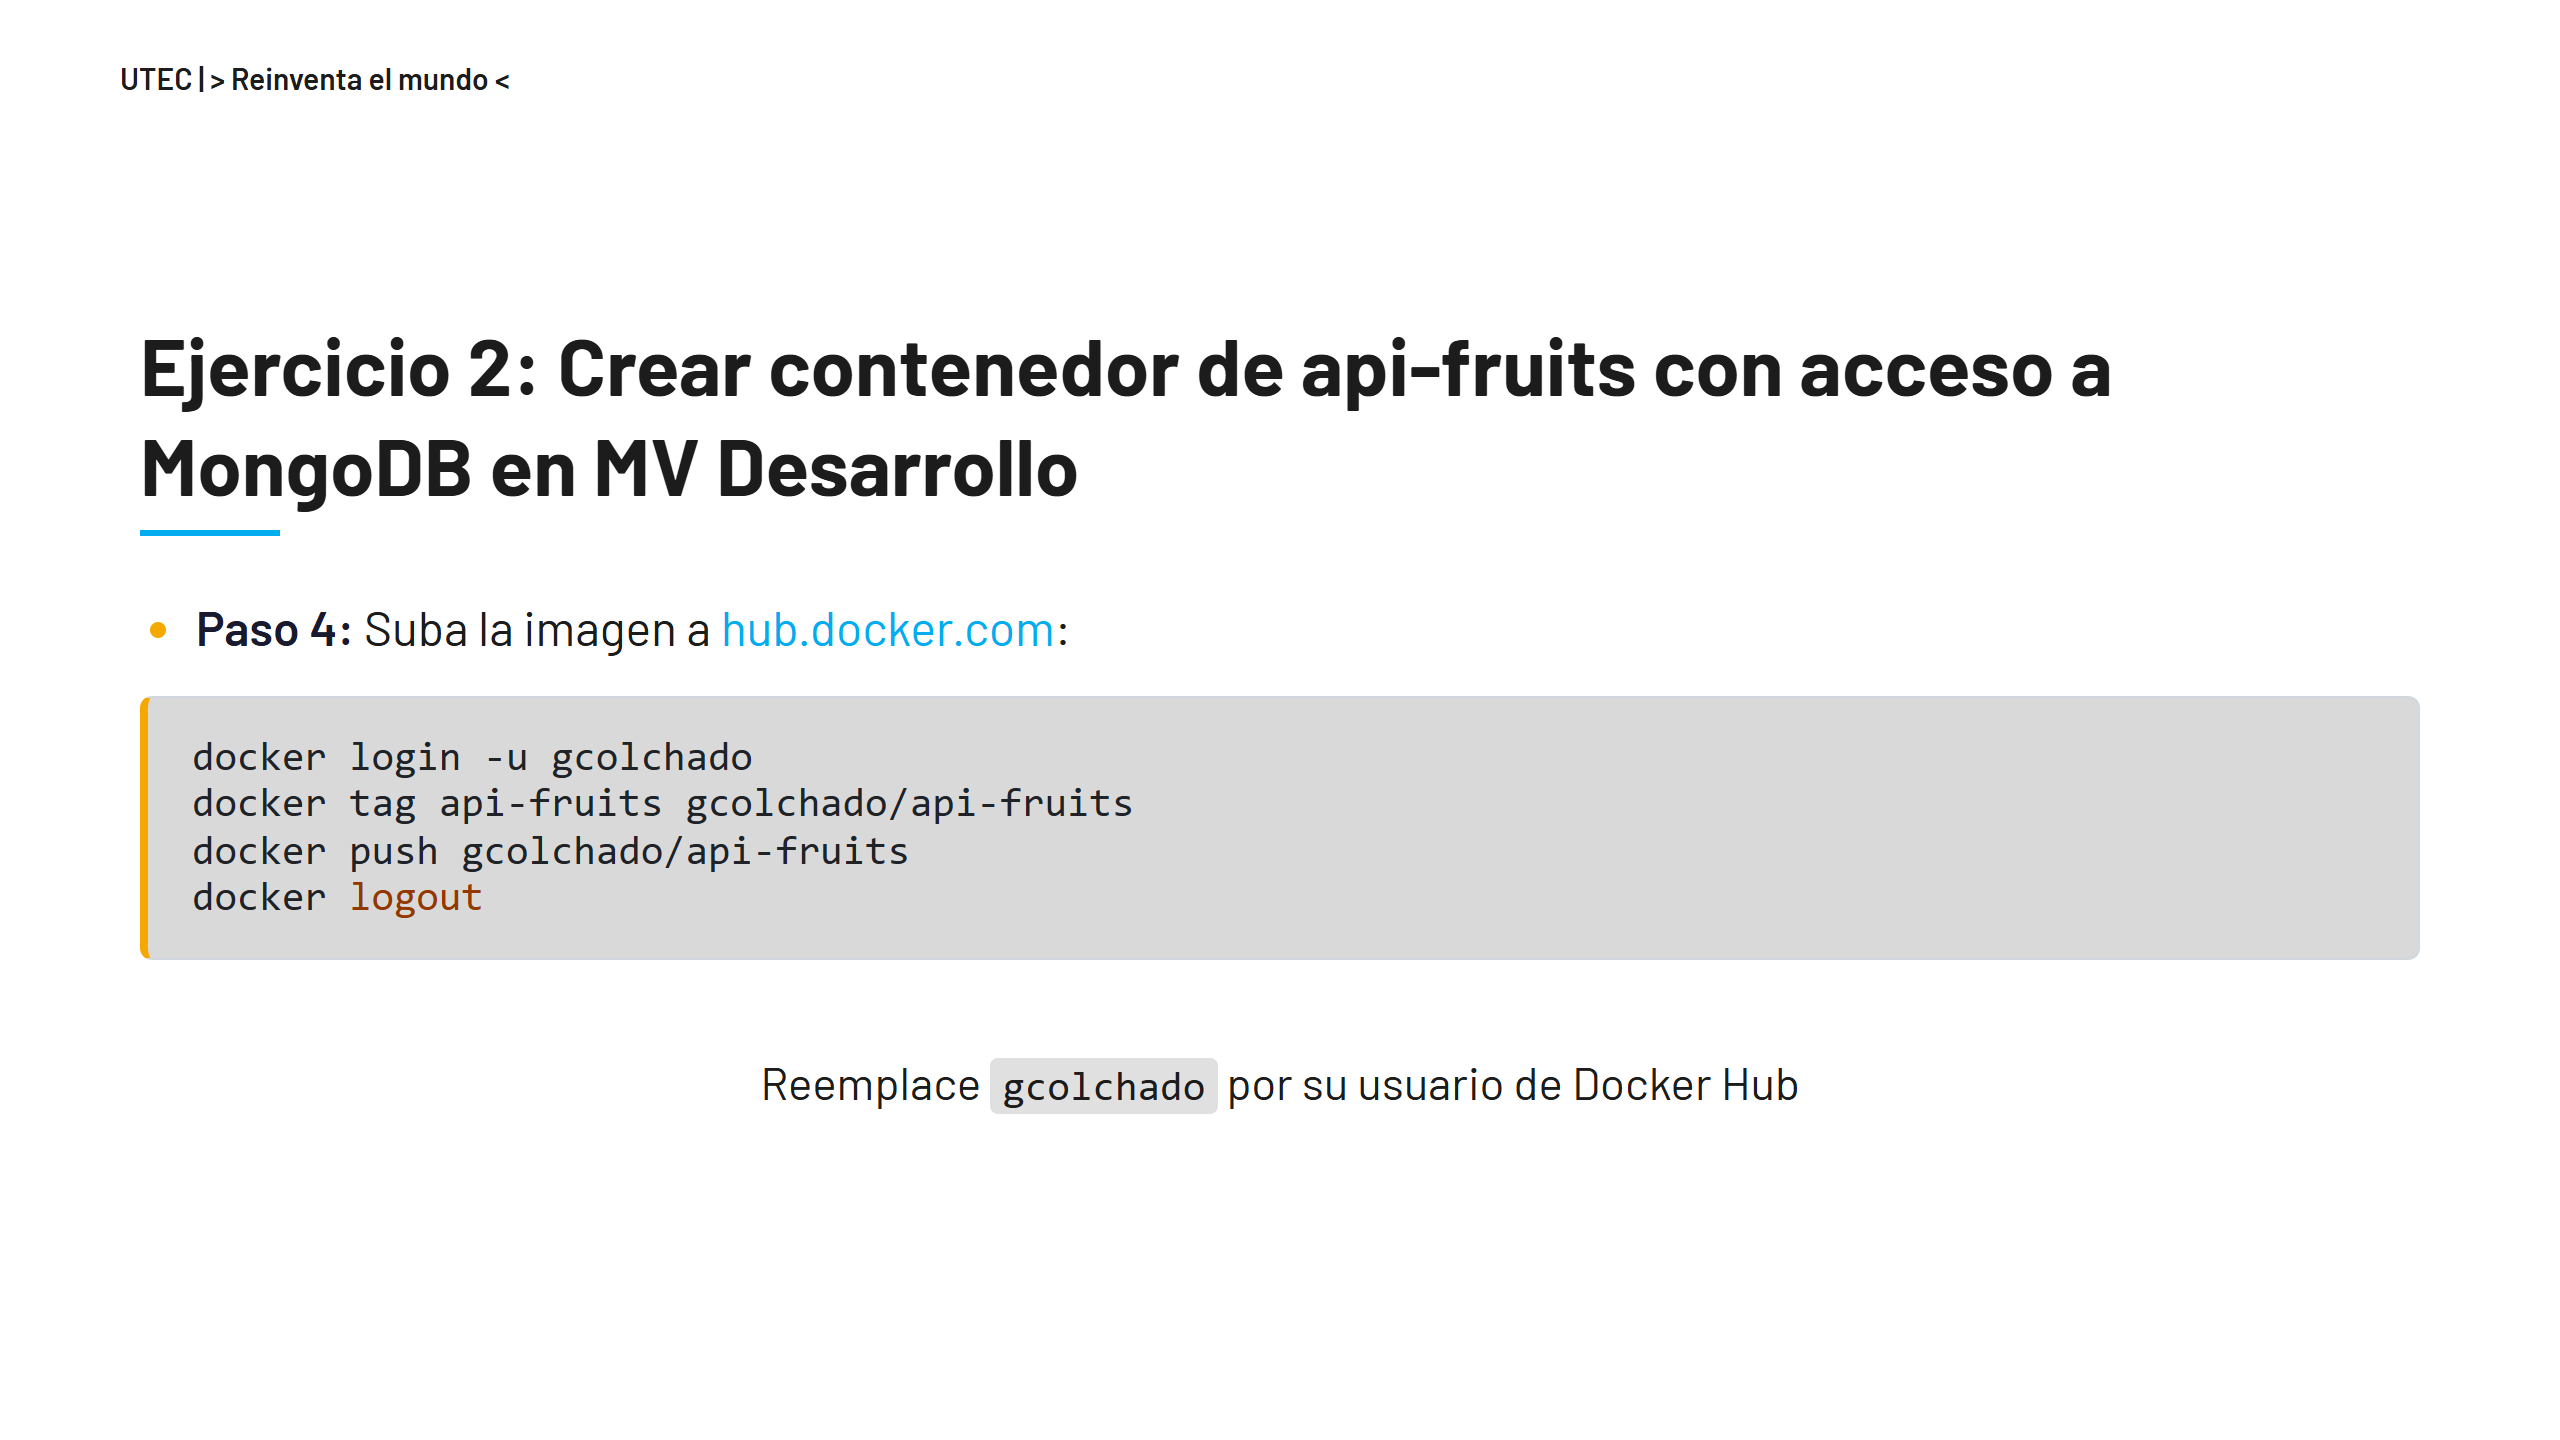 UTEC | > Reinventa el mundo <
Ejercicio 2: Crear contenedor de api-fruits con acceso a
MongoDB en MV Desarrollo
• Paso 4: Suba la imagen a hub.docker.com:
docker login -u gcolchado
docker tag api-fruits gcolchado/api-fruits
docker push gcolchado/api-fruits
docker logout
Reemplace gcolchado por su usuario de Docker Hub